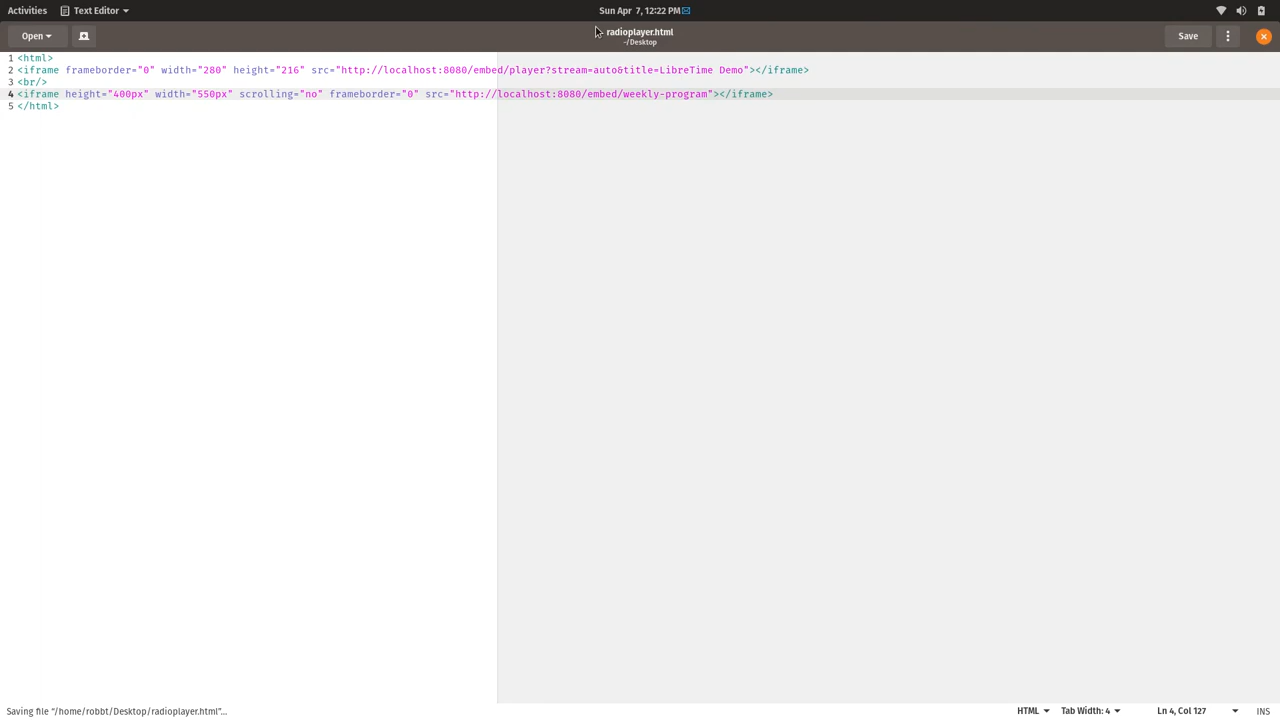 Activities Text Editor Sun Apr 7, 12:22 PM
Open radioplayer.html Save
~/Desktop
1 <html>
2 <iframe frameborder="0" width="280" height="216" src="http://localhost:8080/embed/player?stream=auto&title=LibreTime Demo"></iframe>
3 <br/>
4 <iframe height="400px" width="550px" scrolling="no" frameborder="0" src="http://localhost:8080/embed/weekly-program"></iframe>
5 </html>
Saving file "/home/robbt/Desktop/radioplayer.html"... HTML Tab Width: 4 Ln 4, Col 127 INS